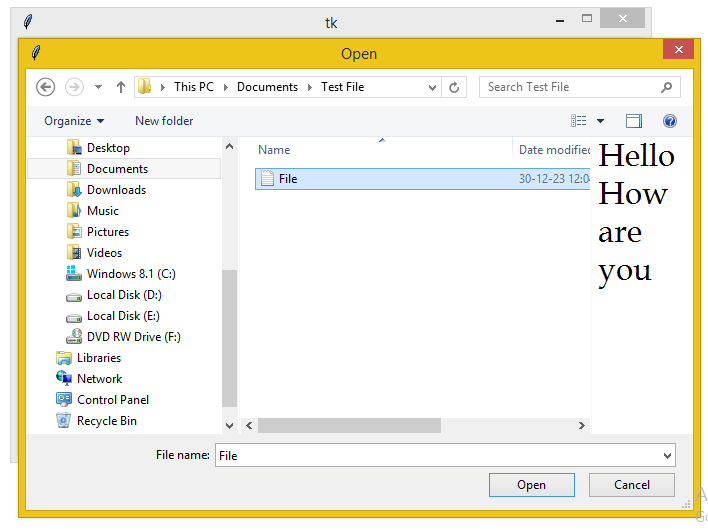 tk
Open
This PC Documents Test File
Search Test File
Organize
New folder
Desktop
Documents
Downloads
Music
Pictures
Videos
Windows 8.1 (C:)
Local Disk (D:)
Local Disk (E:)
DVD RW Drive (F:)
Libraries
Network
Control Panel
Recycle Bin
Name
Date modified
File
30-12-23 12:04
Hello
How
are
you
File name:
File
Open
Cancel